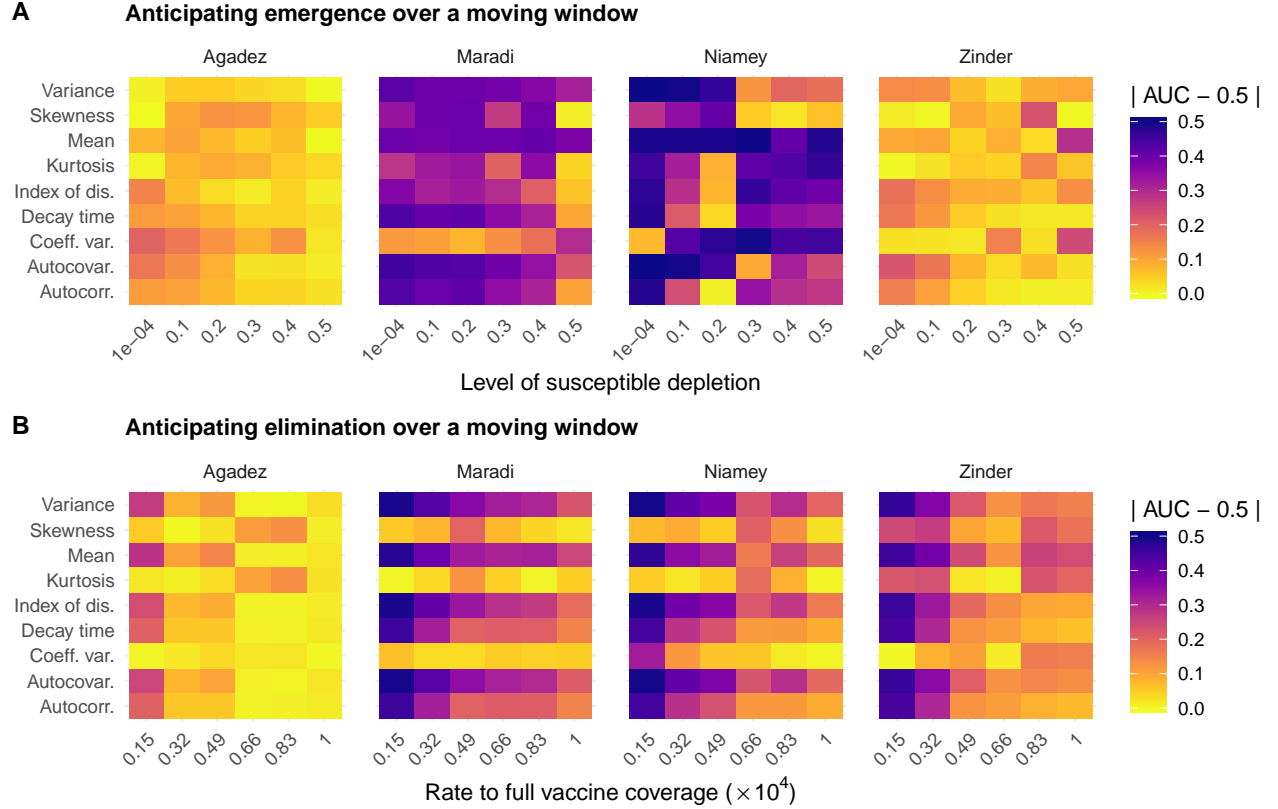 A Anticipating emergence over a moving window
Agadez Maradi Niamey Zinder
Variance
Skewness
Mean
Kurtosis
Index of dis.
Decay time
Coeff. var.
Autocovar.
Autocorr.
| AUC − 0.5 |
0.5
0.4
0.3
0.2
0.1
0.0
1e−04 0.1 0.2 0.3 0.4 0.5 1e−04 0.1 0.2 0.3 0.4 0.5 1e−04 0.1 0.2 0.3 0.4 0.5 1e−04 0.1 0.2 0.3 0.4 0.5
Level of susceptible depletion
B Anticipating elimination over a moving window
Agadez Maradi Niamey Zinder
Variance
Skewness
Mean
Kurtosis
Index of dis.
Decay time
Coeff. var.
Autocovar.
Autocorr.
| AUC − 0.5 |
0.5
0.4
0.3
0.2
0.1
0.0
0.15 0.32 0.49 0.66 0.83 1 0.15 0.32 0.49 0.66 0.83 1 0.15 0.32 0.49 0.66 0.83 1 0.15 0.32 0.49 0.66 0.83 1
Rate to full vaccine coverage (×10⁴)